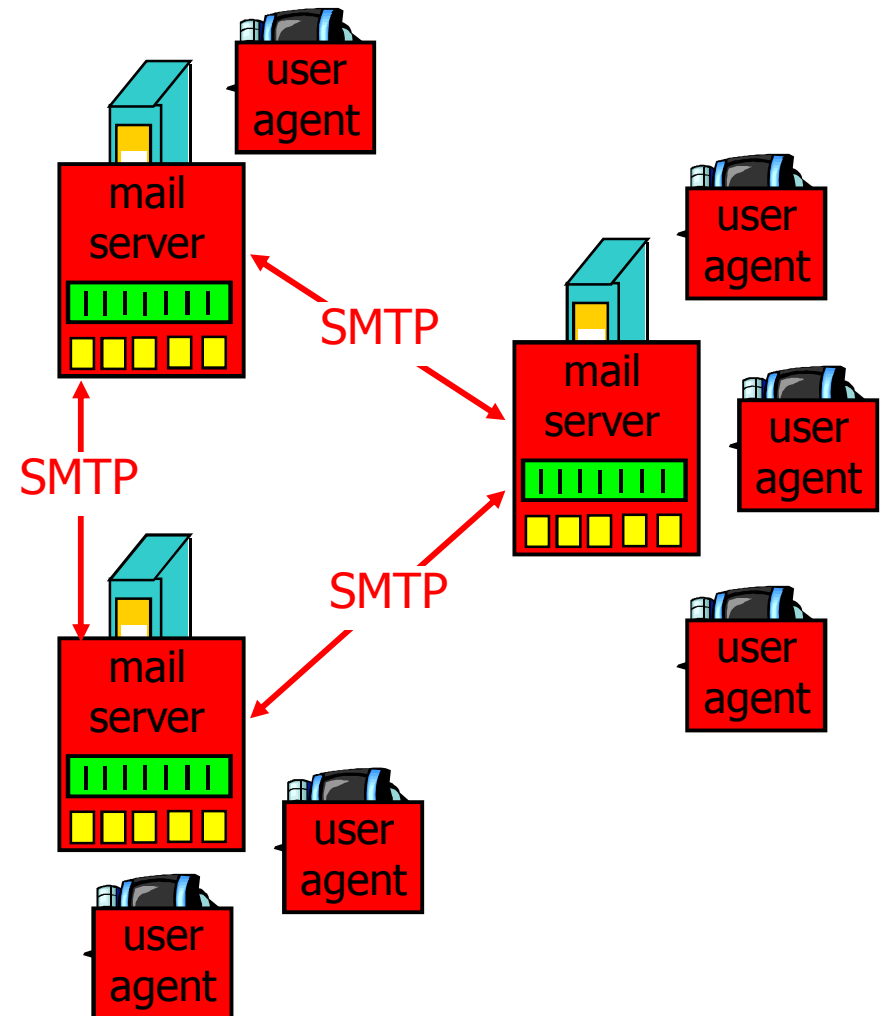 user
agent
mail
server
user
agent
SMTP
mail
server
user
agent
SMTP
SMTP
user
agent
mail
server
user
agent
user
agent